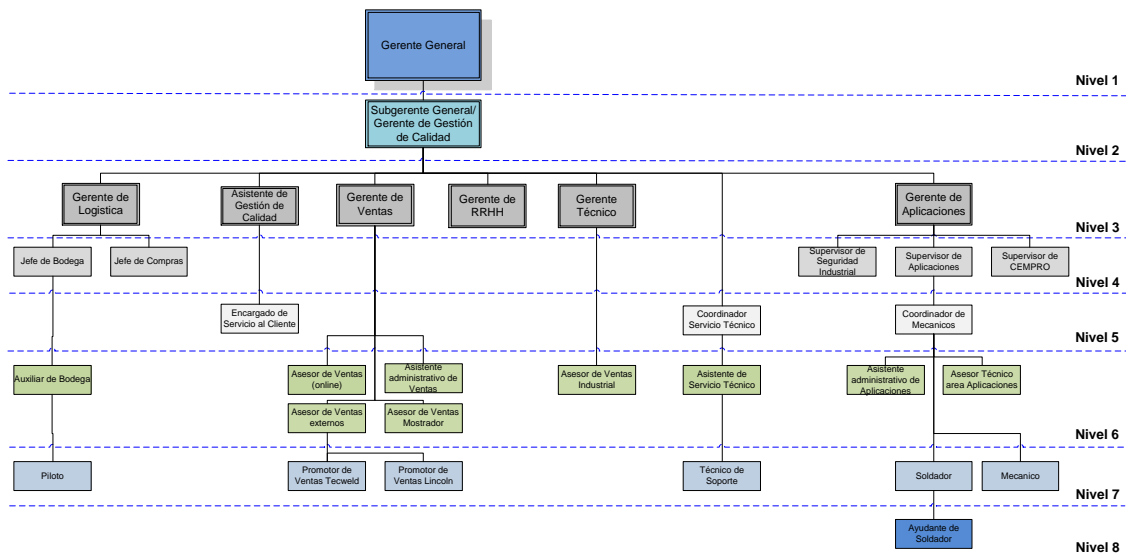 Gerente General
Nivel 1
Subgerente General/
Gerente de Gestión
de Calidad
Nivel 2
Gerente de
Logistica
Asistente de
Gestión de
Calidad
Gerente de
Ventas
Gerente de
RRHH
Gerente
Técnico
Gerente de
Aplicaciones
Nivel 3
Jefe de Bodega
Jefe de Compras
Supervisor de
Seguridad
Industrial
Supervisor de
Aplicaciones
Supervisor de
CEMPRO
Nivel 4
Encargado de
Servicio al Cliente
Coordinador
Servicio Técnico
Coordinador de
Mecanicos
Nivel 5
Auxiliar de Bodega
Asesor de Ventas
(online)
Asistente
administrativo de
Ventas
Asesor de Ventas
Industrial
Asistente de
Servicio Técnico
Asistente
administrativo de
Aplicaciones
Asesor Técnico
area Aplicaciones
Asesor de Ventas
externos
Asesor de Ventas
Mostrador
Nivel 6
Piloto
Promotor de
Ventas Tecweld
Promotor de
Ventas Lincoln
Técnico de
Soporte
Soldador
Mecanico
Nivel 7
Ayudante de
Soldador
Nivel 8